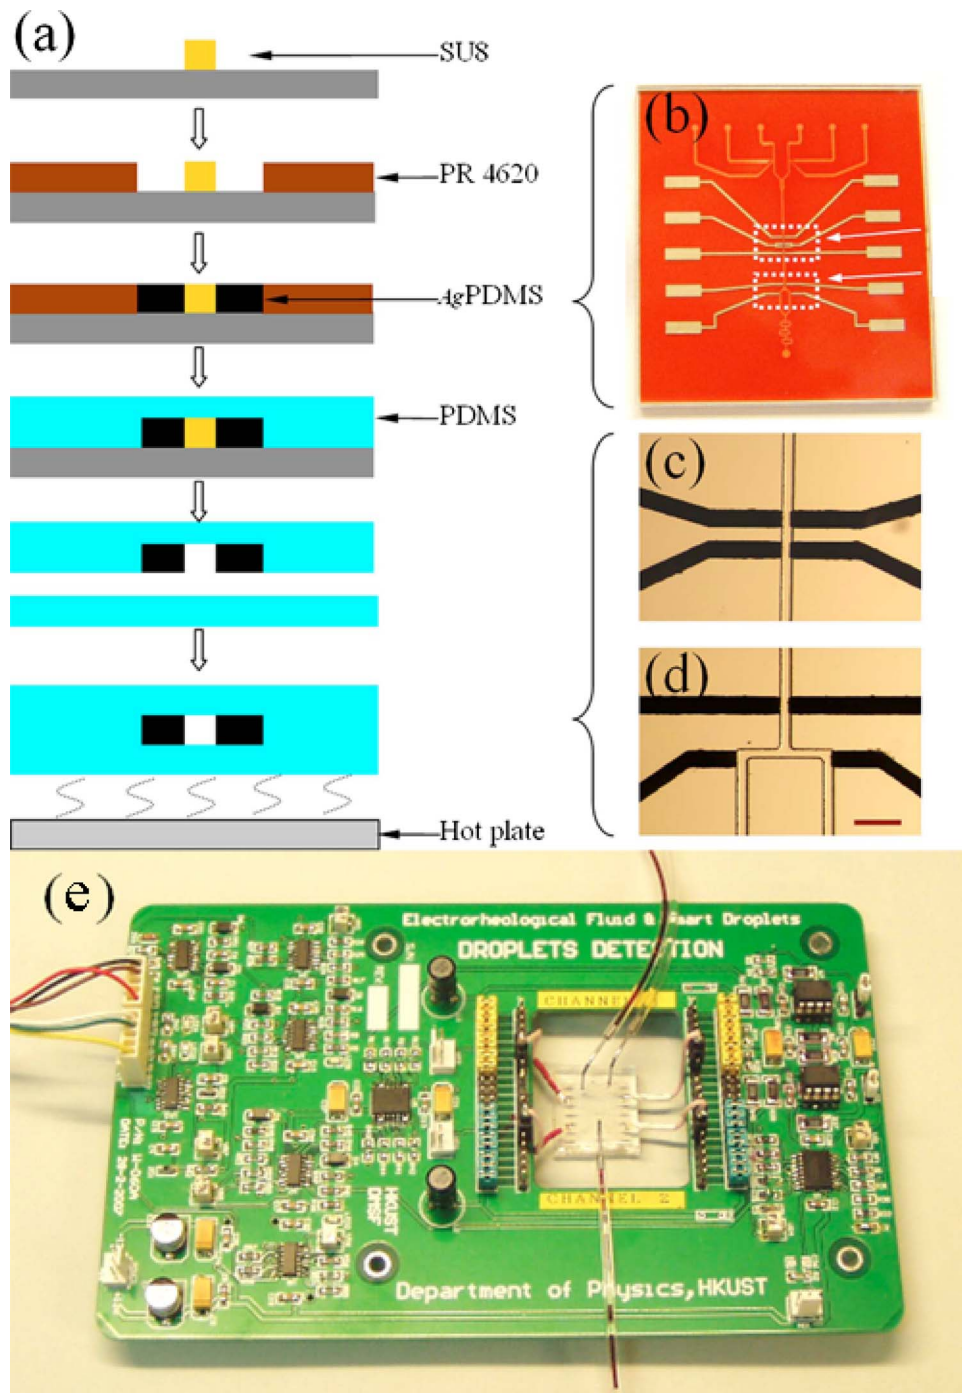 (a)
SU8
PR 4620
AgPDMS
PDMS
Hot plate
(b)
(c)
(d)
(e)
Electrorheological Fluid & Smart Droplets
DROPLETS DETECTION
CHANNEL
CHANNEL 2
HKUST
Department of Physics,HKUST